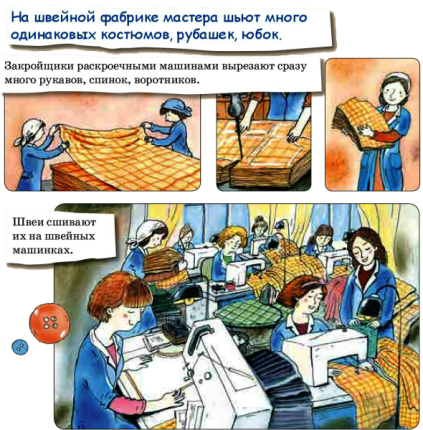 На швейной фабрике мастера шьют много
одинаковых костюмов, рубашек, юбок.
Закройщики раскроечными машинами вырезают сразу
много рукавов, спинок, воротников.
Швеи сшивают
их на швейных
машинках.